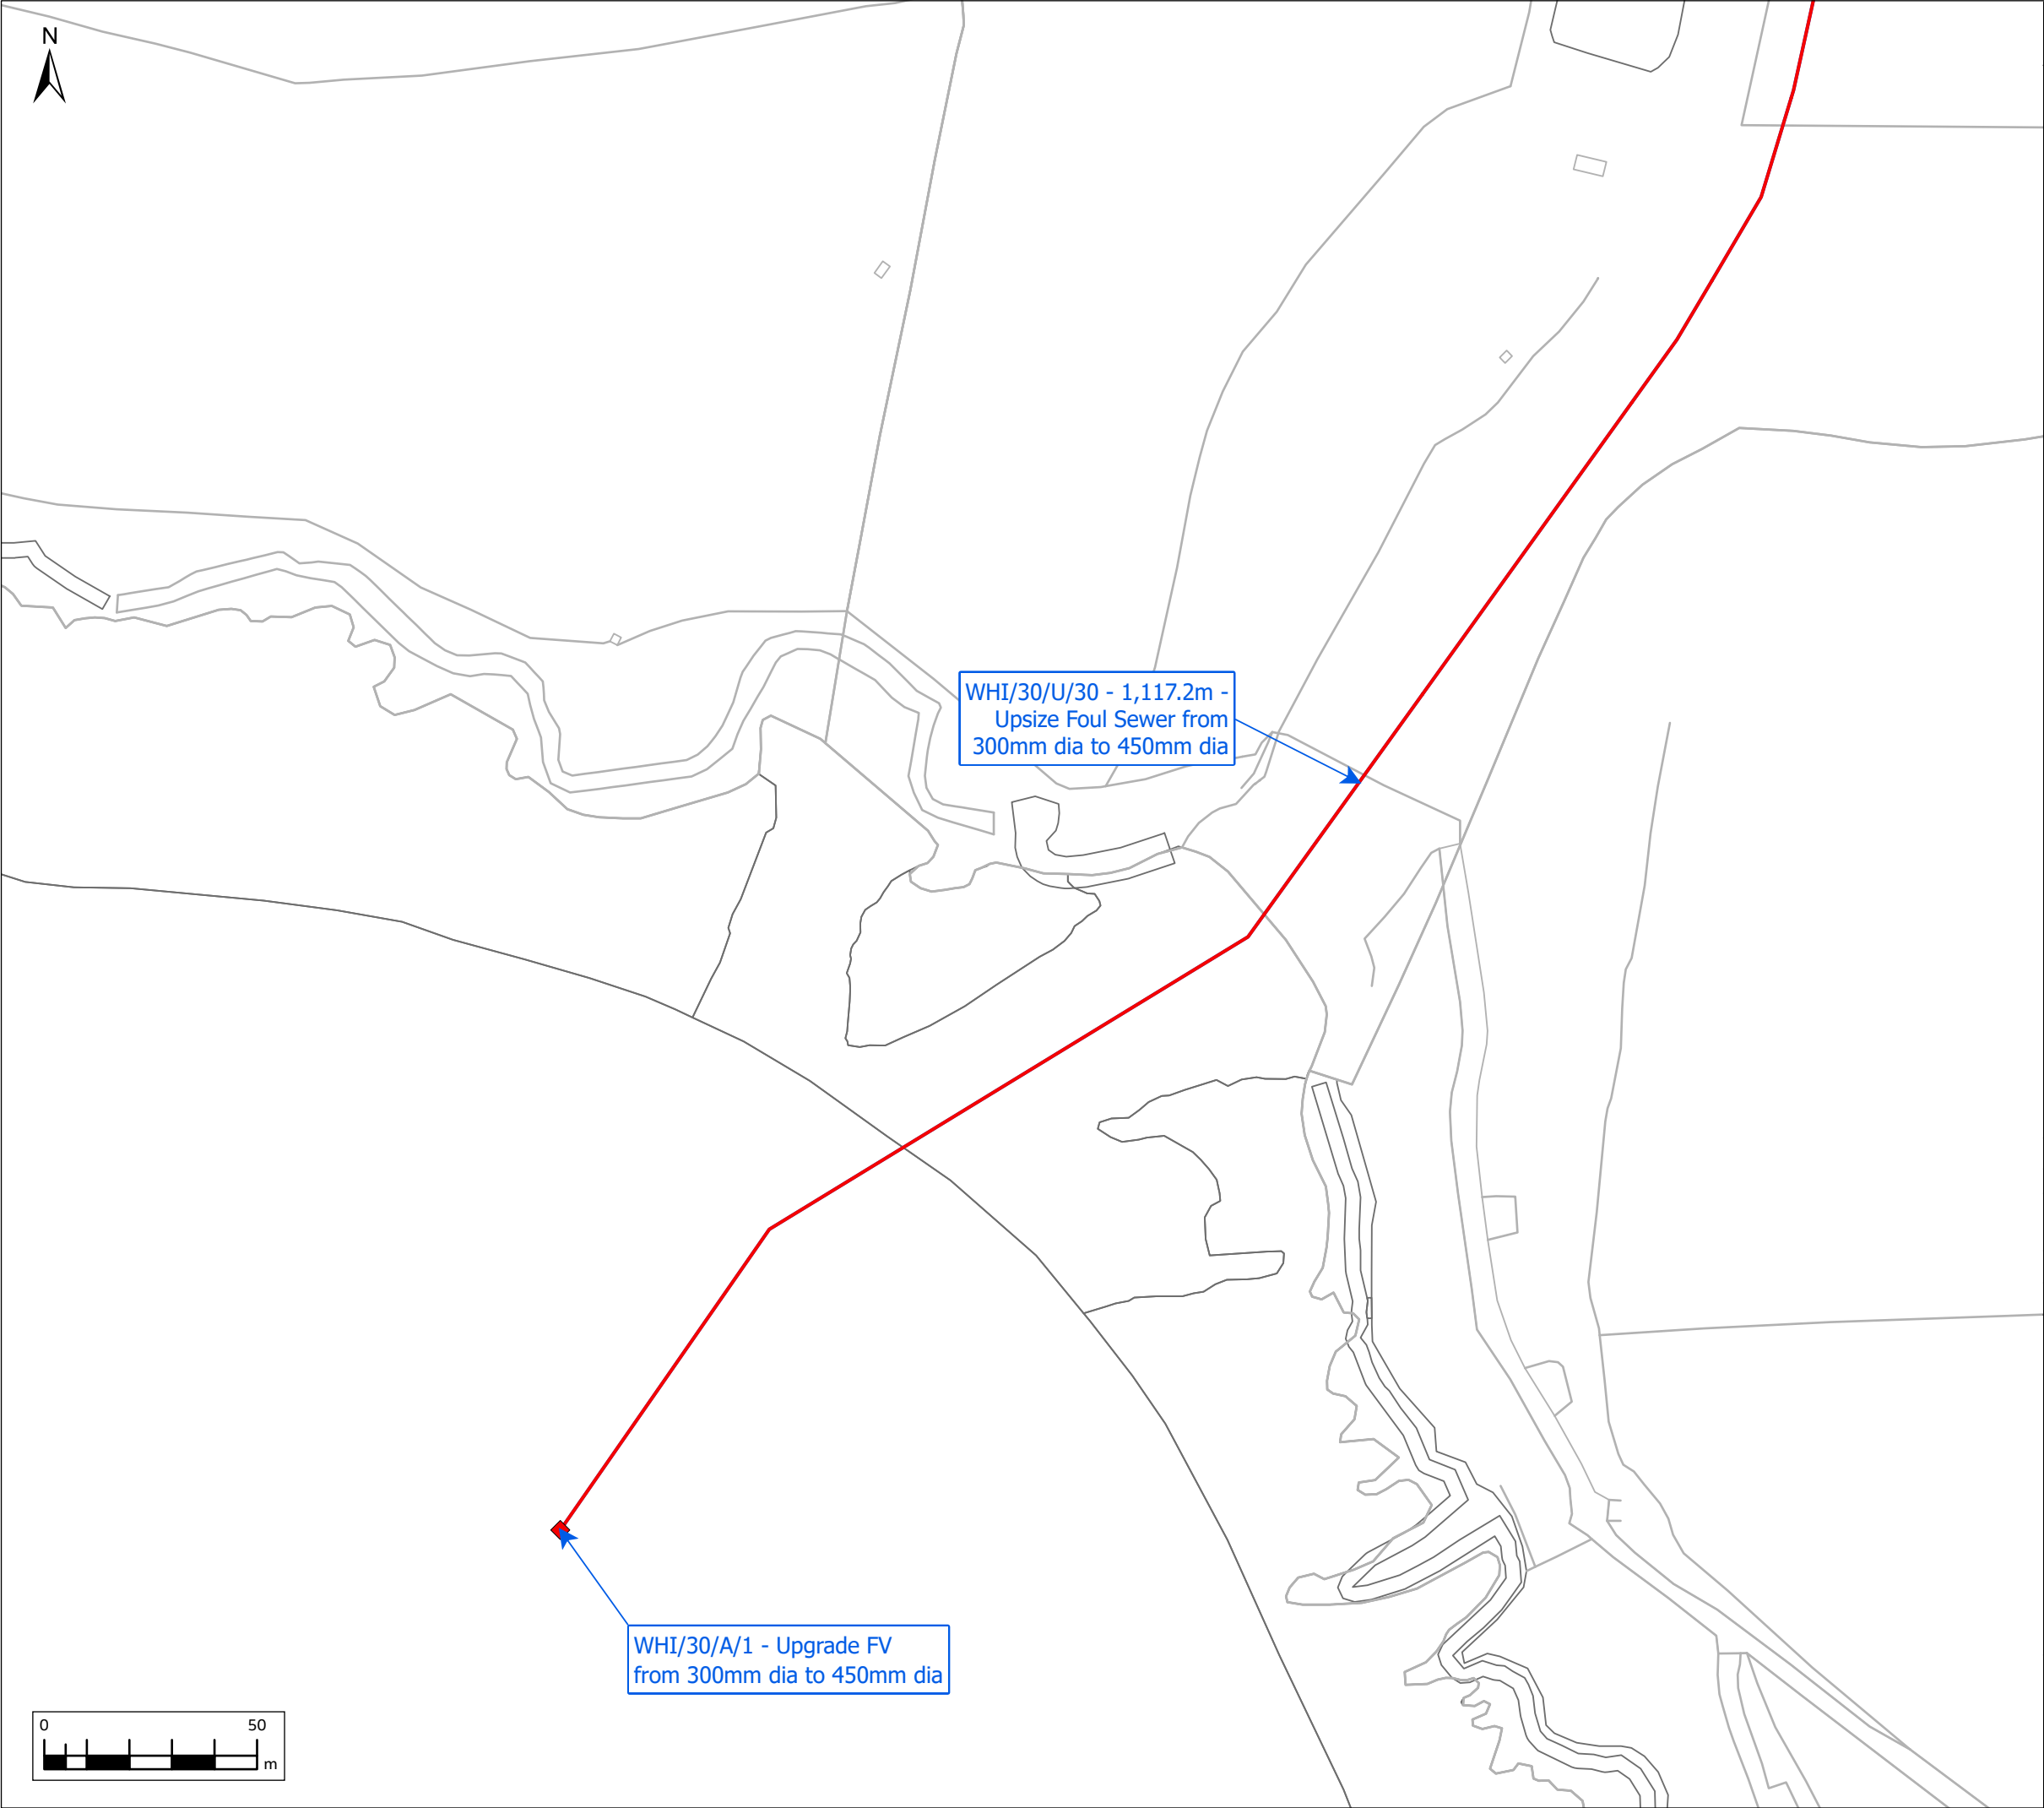 N
WHI/30/U/30 - 1,117.2m -
Upsize Foul Sewer from
300mm dia to 450mm dia
WHI/30/A/1 - Upgrade FV
from 300mm dia to 450mm dia
0 50
m